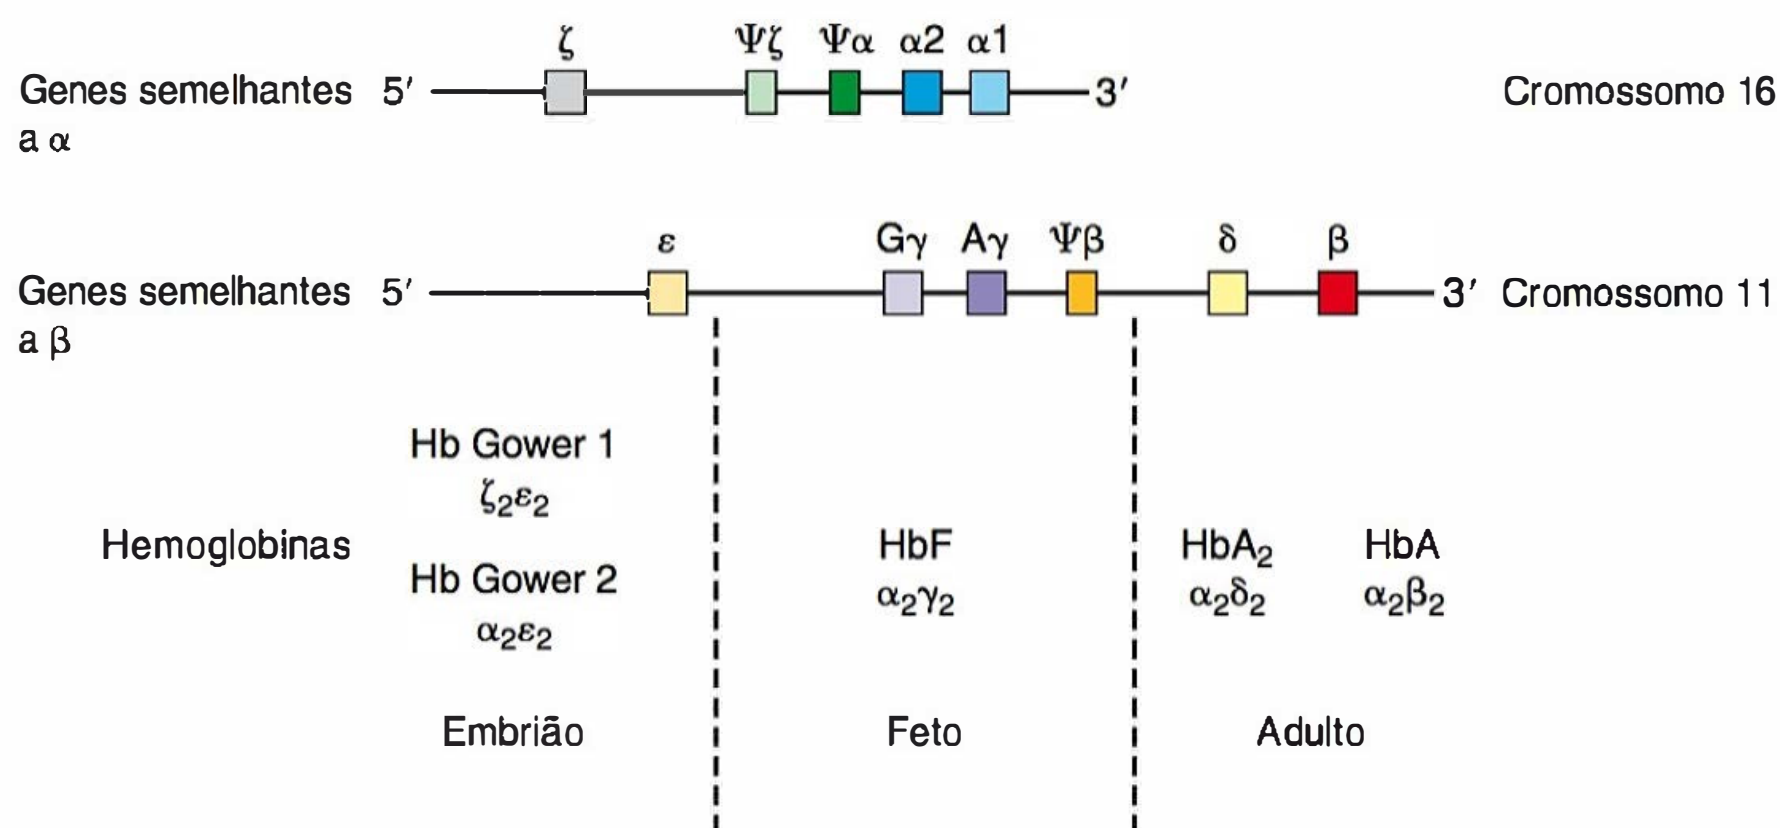 ζ Ψζ Ψα α2 α1
Genes semelhantes 5′ 3′ Cromossomo 16
a α
ε Gγ Aγ Ψβ δ β
Genes semelhantes 5′ 3′ Cromossomo 11
a β
Hb Gower 1
ζ₂ε₂
Hemoglobinas HbF HbA₂ HbA
Hb Gower 2 α₂γ₂ α₂δ₂ α₂β₂
α₂ε₂
Embrião Feto Adulto